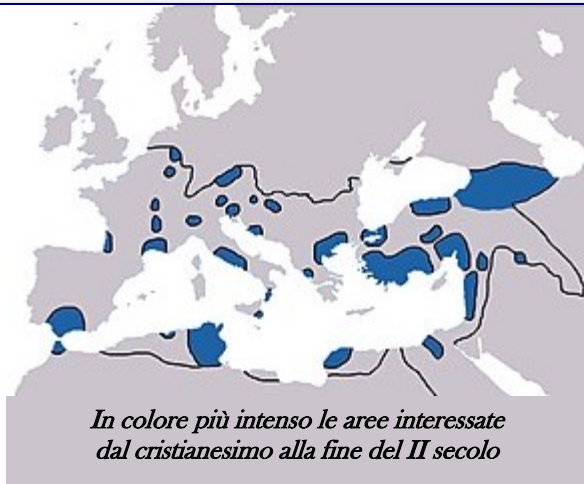 In colore più intenso le aree interessate
dal cristianesimo alla fine del II secolo